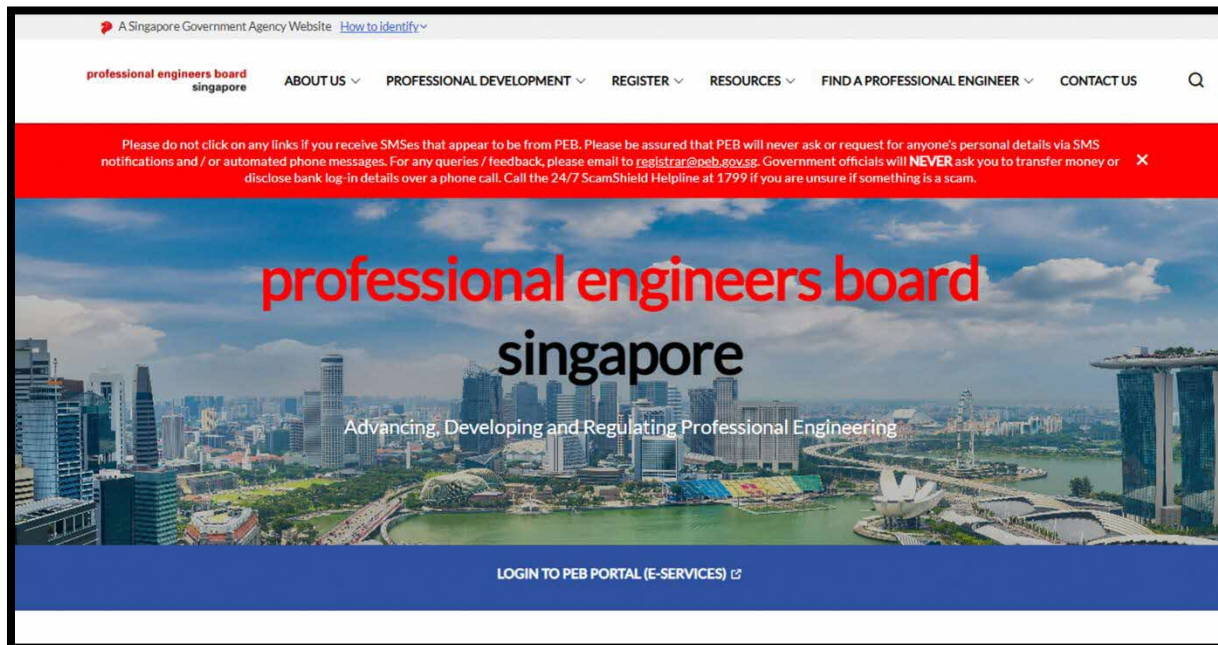 A Singapore Government Agency Website How to identify
professional engineers board
singapore
ABOUT US PROFESSIONAL DEVELOPMENT REGISTER RESOURCES FIND A PROFESSIONAL ENGINEER CONTACT US
Please do not click on any links if you receive SMSes that appear to be from PEB. Please be assured that PEB will never ask or request for anyone's personal details via SMS
notifications and / or automated phone messages. For any queries / feedback, please email to registrar@peb.gov.sg. Government officials will NEVER ask you to transfer money or
disclose bank log-in details over a phone call. Call the 24/7 ScamShield Helpline at 1799 if you are unsure if something is a scam.
professional engineers board
singapore
Advancing, Developing and Regulating Professional Engineering
LOGIN TO PEB PORTAL (E-SERVICES)